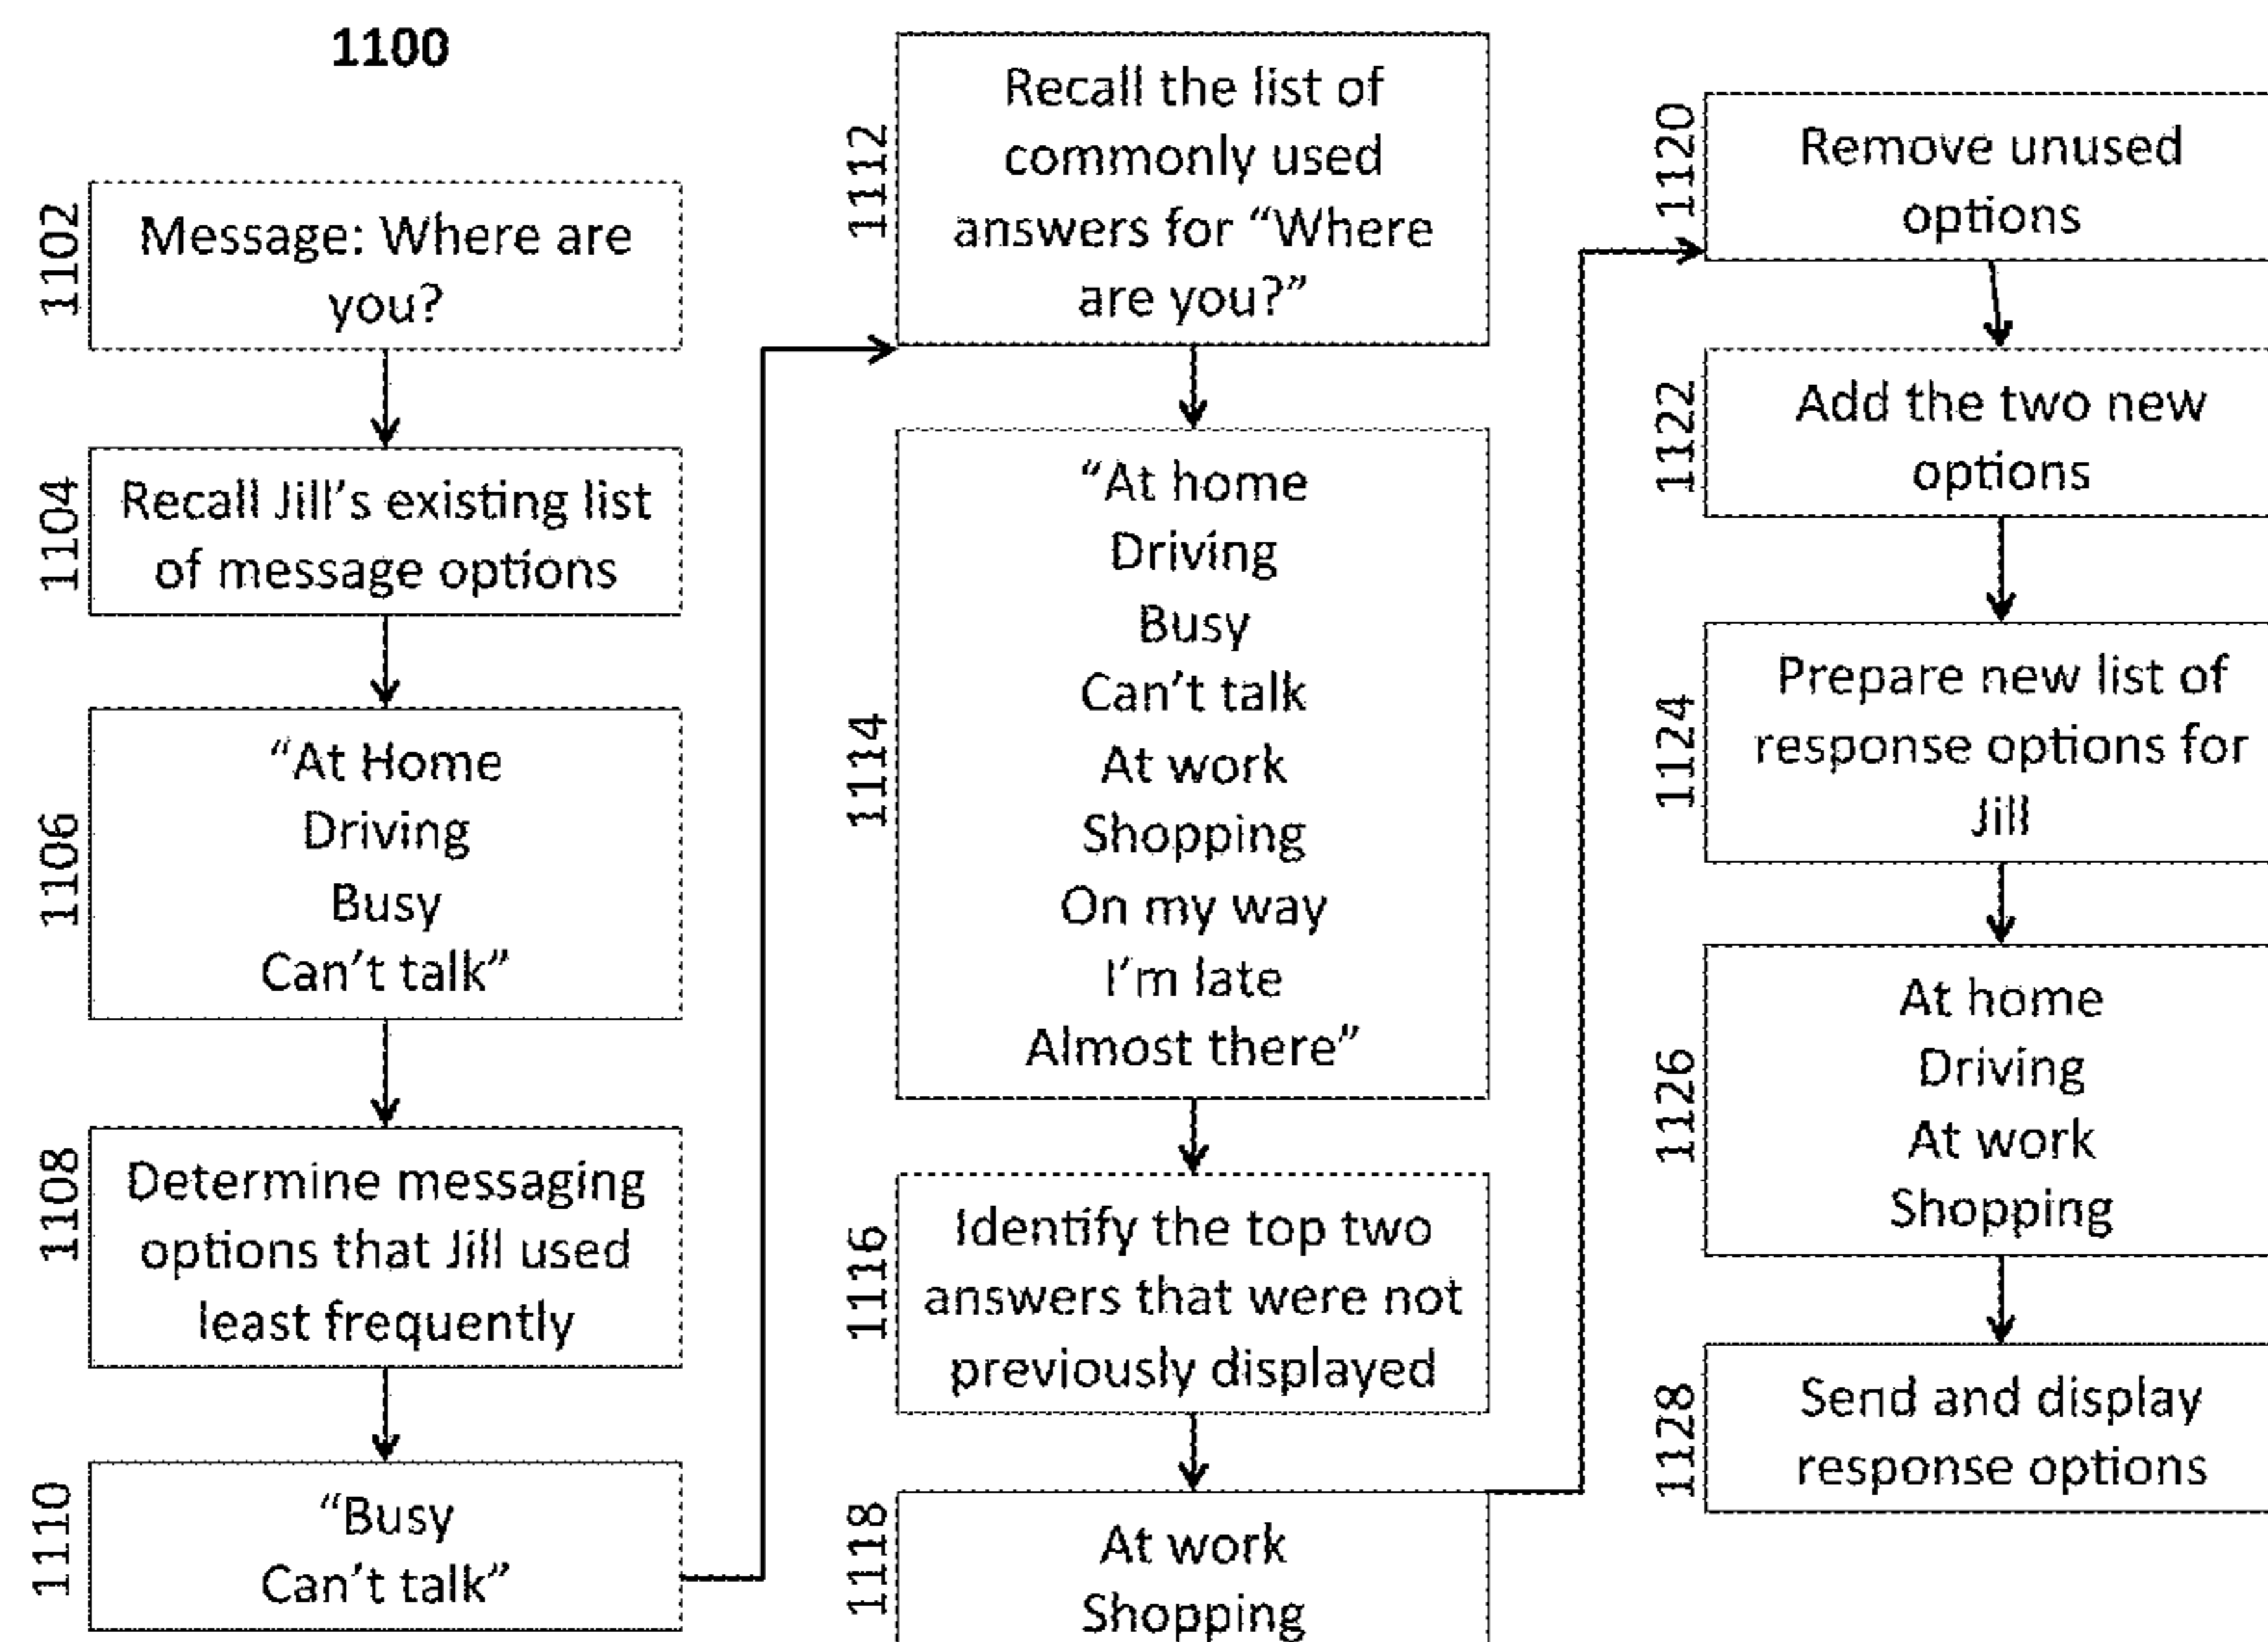 1100
1102
Message: Where are
you?
1104
Recall Jill's existing list
of message options
1106
“At Home
Driving
Busy
Can't talk”
1108
Determine messaging
options that Jill used
least frequently
1110
“Busy
Can't talk”
1112
Recall the list of
commonly used
answers for “Where
are you?”
1114
“At home
Driving
Busy
Can't talk
At work
Shopping
On my way
I'm late
Almost there”
1116
Identify the top two
answers that were not
previously displayed
1118
At work
Shopping
1120
Remove unused
options
1122
Add the two new
options
1124
Prepare new list of
response options for
Jill
1126
At home
Driving
At work
Shopping
1128
Send and display
response options